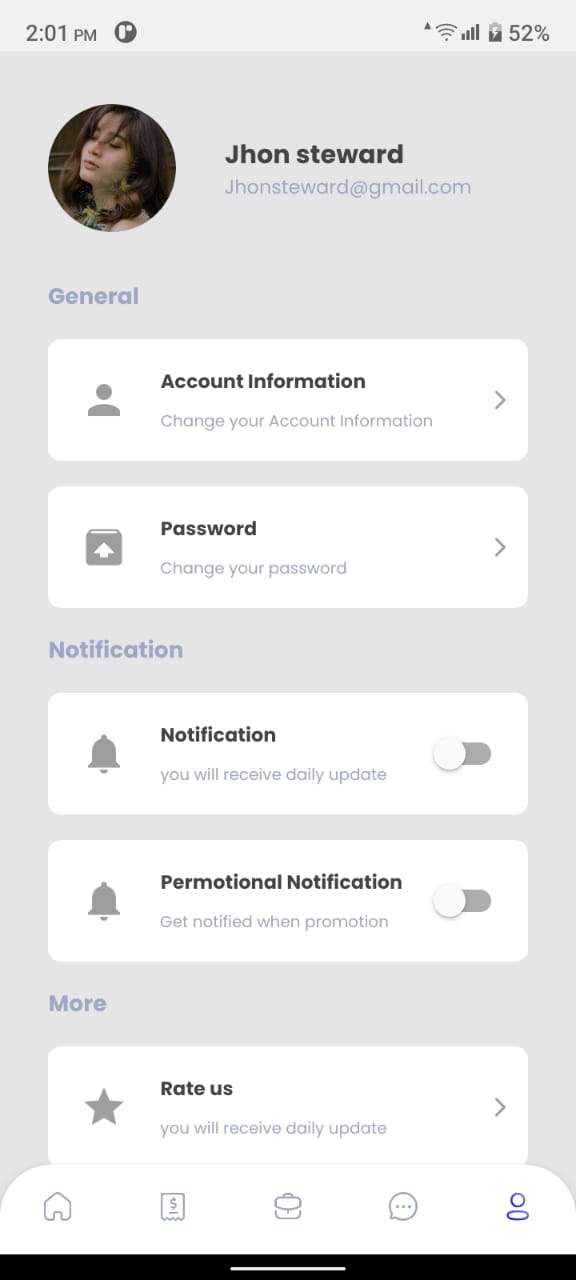 2:01 PM
52%
Jhon steward
Jhonsteward@gmail.com
General
Account Information
Change your Account Information
Password
Change your password
Notification
Notification
you will receive daily update
Permotional Notification
Get notified when promotion
More
Rate us
you will receive daily update